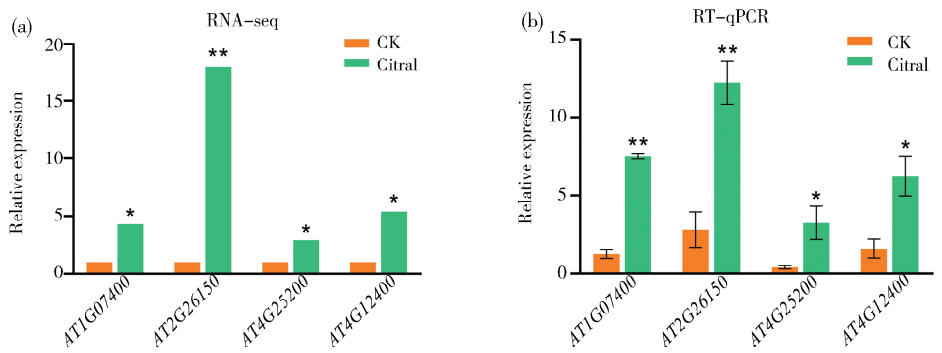 (a)
RNA-seq
CK
Citral
Relative expression
20
15
10
5
0
*
**
*
*
AT1G07400
AT2G26150
AT4G25200
AT4G12400
(b)
RT-qPCR
CK
Citral
Relative expression
15
10
5
0
**
**
*
*
AT1G07400
AT2G26150
AT4G25200
AT4G12400